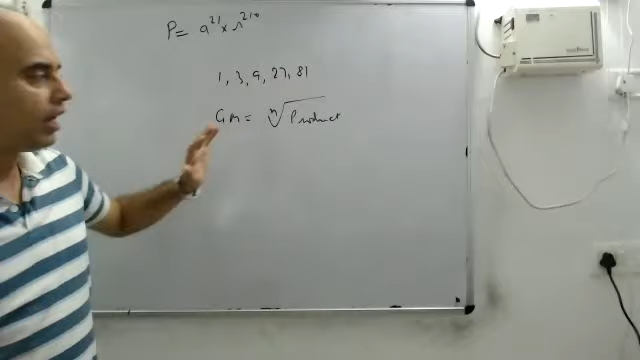 P= a^21 × r^210
1, 3, 9, 27, 81
GM = n√Product